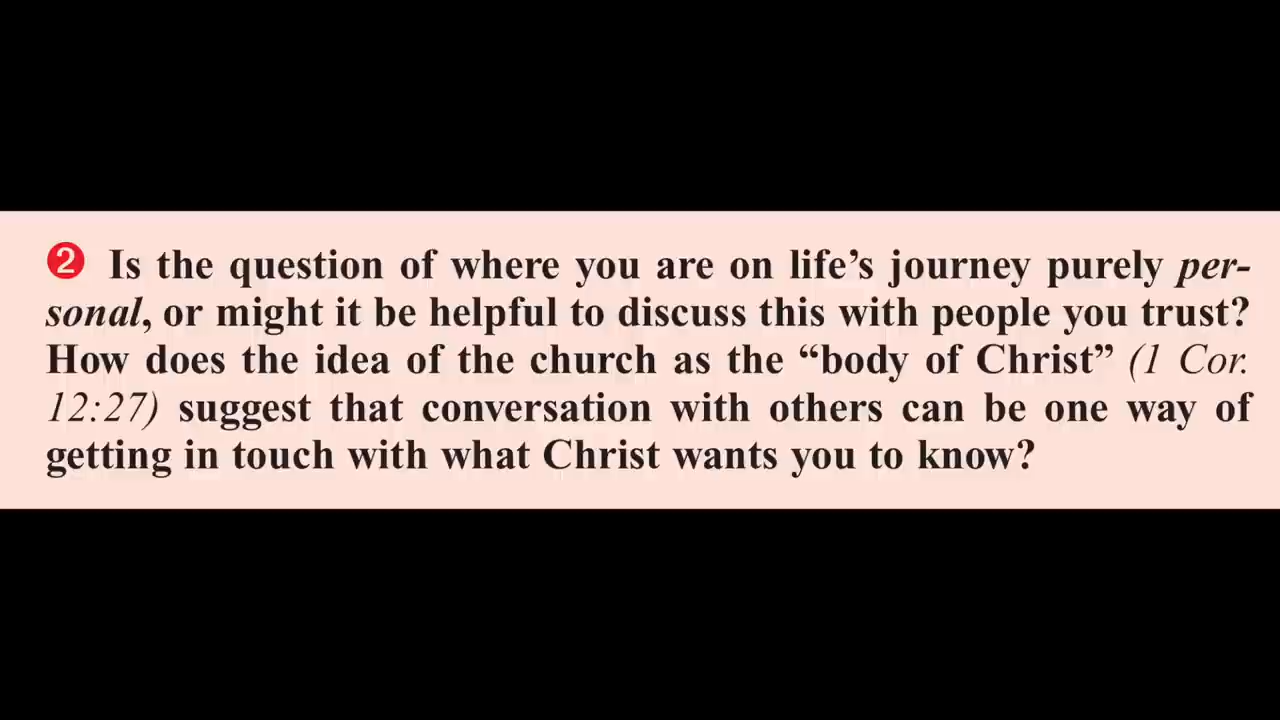 ❷ Is the question of where you are on life’s journey purely per-
sonal, or might it be helpful to discuss this with people you trust?
How does the idea of the church as the “body of Christ” (1 Cor.
12:27) suggest that conversation with others can be one way of
getting in touch with what Christ wants you to know?